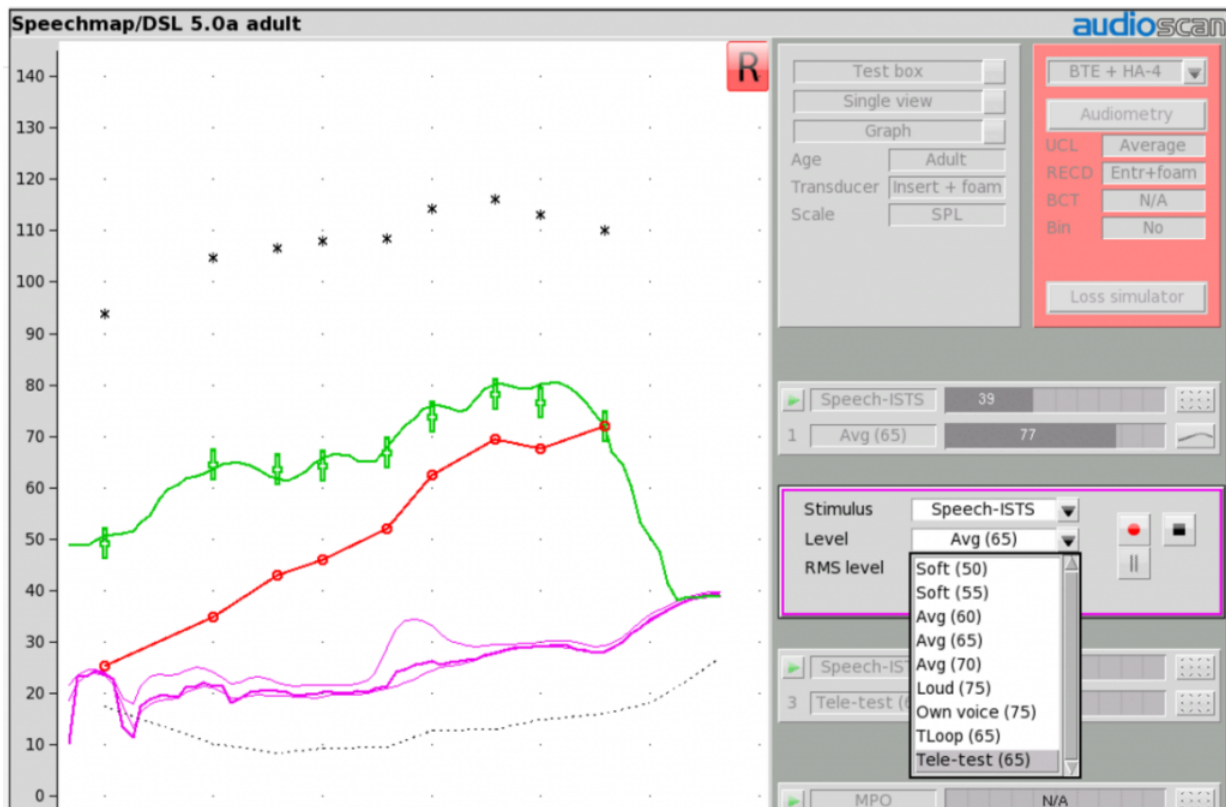 Speechmap/DSL 5.0a adult
audioscan
140
130
120
110
100
90
80
70
60
50
40
30
20
10
0
R
Test box
Single view
Graph
Age Adult
Transducer Insert + foam
Scale SPL
BTE + HA-4
Audiometry
UCL Average
RECD Entr+foam
BCT N/A
Bin No
Loss simulator
Speech-ISTS 39
1 Avg (65) 77
Stimulus Speech-ISTS
Level Avg (65)
RMS level
Soft (50)
Soft (55)
Avg (60)
Avg (65)
Avg (70)
Loud (75)
Own voice (75)
TLoop (65)
Tele-test (65)
Speech-IST
3 Tele-test (6
MPO N/A